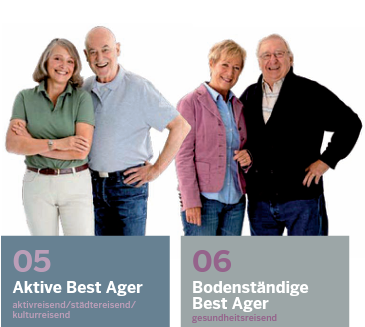 05
Aktive Best Ager
aktivreisend/städtereisend/
kulturreisend
06
Bodenständige
Best Ager
gesundheitsreisend